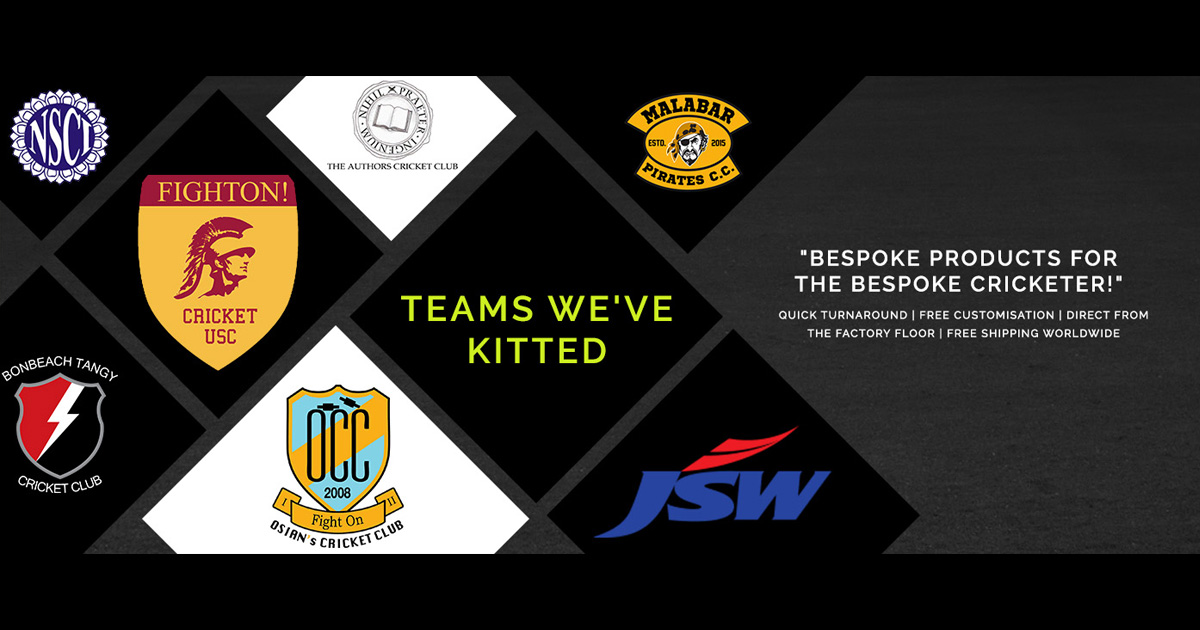 NSCI
FIGHTON!
CRICKET
USC
NIHIL PRAETER INGENIUM
THE AUTHORS CRICKET CLUB
MALABAR
ESTD. 2015
PIRATES C.C.
TEAMS WE'VE
KITTED
"BESPOKE PRODUCTS FOR
THE BESPOKE CRICKETER!"
QUICK TURNAROUND | FREE CUSTOMISATION | DIRECT FROM
THE FACTORY FLOOR | FREE SHIPPING WORLDWIDE
BONBEACH TANGY
CRICKET CLUB
OCC
2008
I Fight On II
OSIAN's CRICKET CLUB
JSW